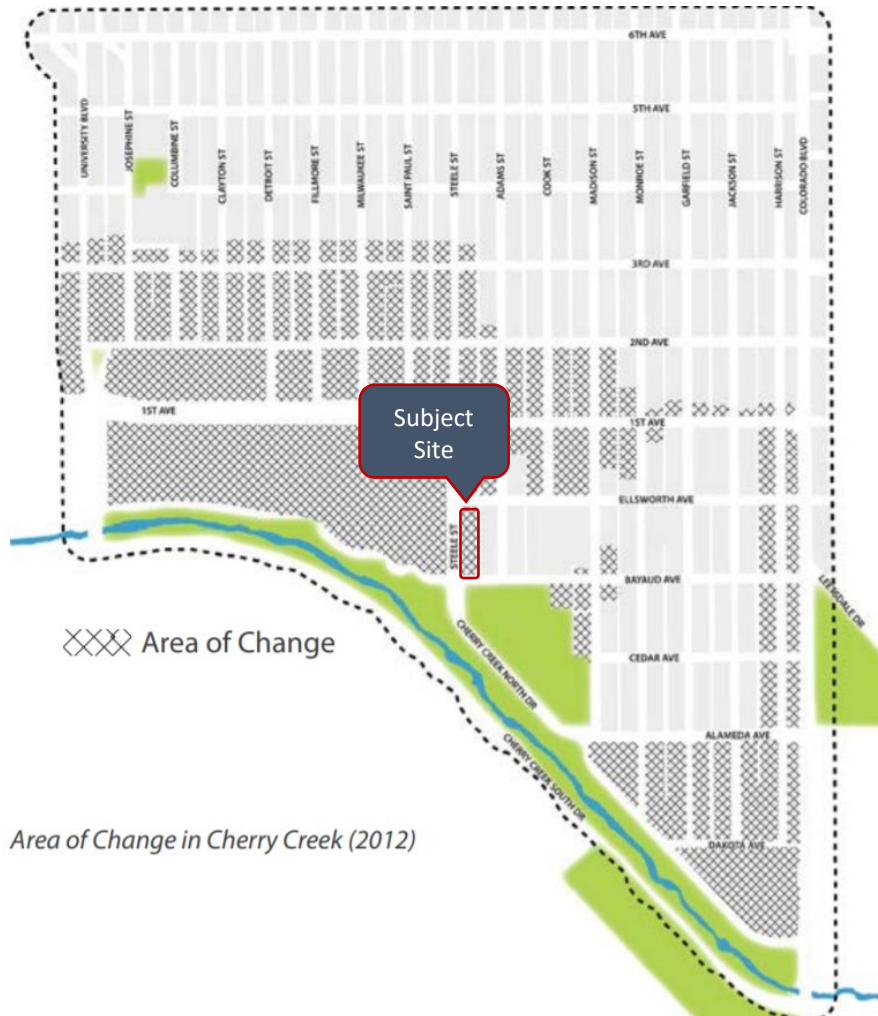 6TH AVE
5TH AVE
UNIVERSITY BLVD
JOSEPHINE ST
COLUMBINE ST
CLAYTON ST
DETROIT ST
FILLMORE ST
MILWAUKEE ST
SAINT PAUL ST
STEELE ST
ADAMS ST
COOK ST
MADISON ST
MONROE ST
GARFIELD ST
JACKSON ST
HARRISON ST
COLORADO BLVD
3RD AVE
2ND AVE
1ST AVE
Subject
Site
1ST AVE
ELLSWORTH AVE
STEELE ST
BAYAUD AVE
LEETSDALE DR
Area of Change
CEDAR AVE
CHERRY CREEK NORTH DR
ALAMEDA AVE
CHERRY CREEK SOUTH DR
DAKOTA AVE
Area of Change in Cherry Creek (2012)